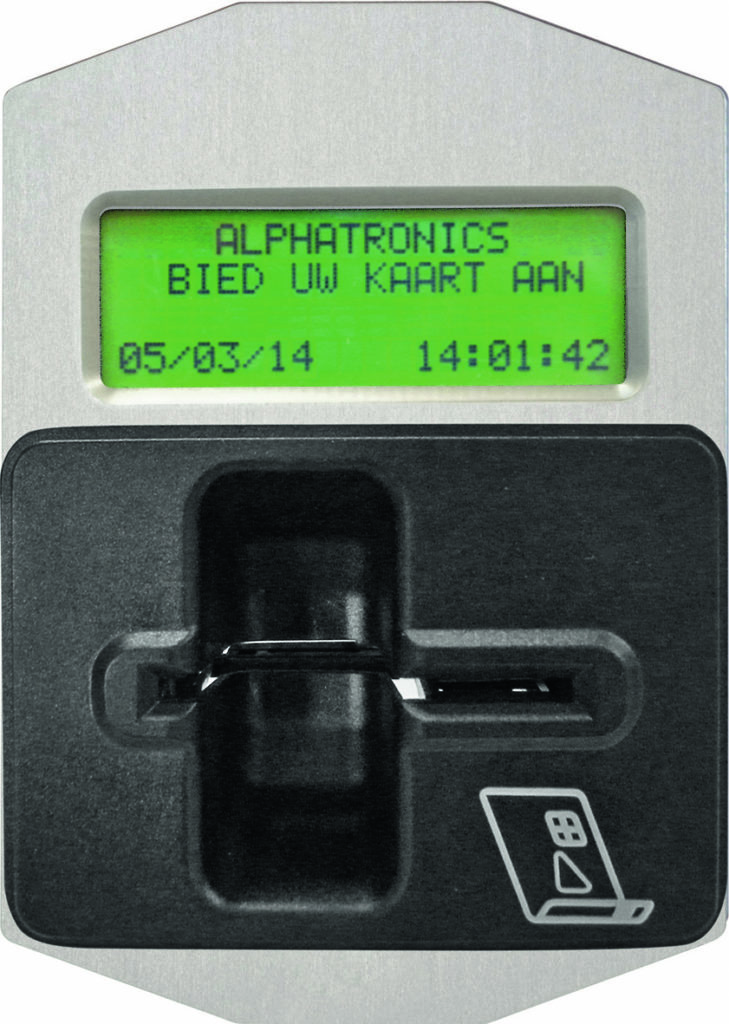 ALPHATRONICS
BIED UW KAART AAN
05/03/14 14:01:42